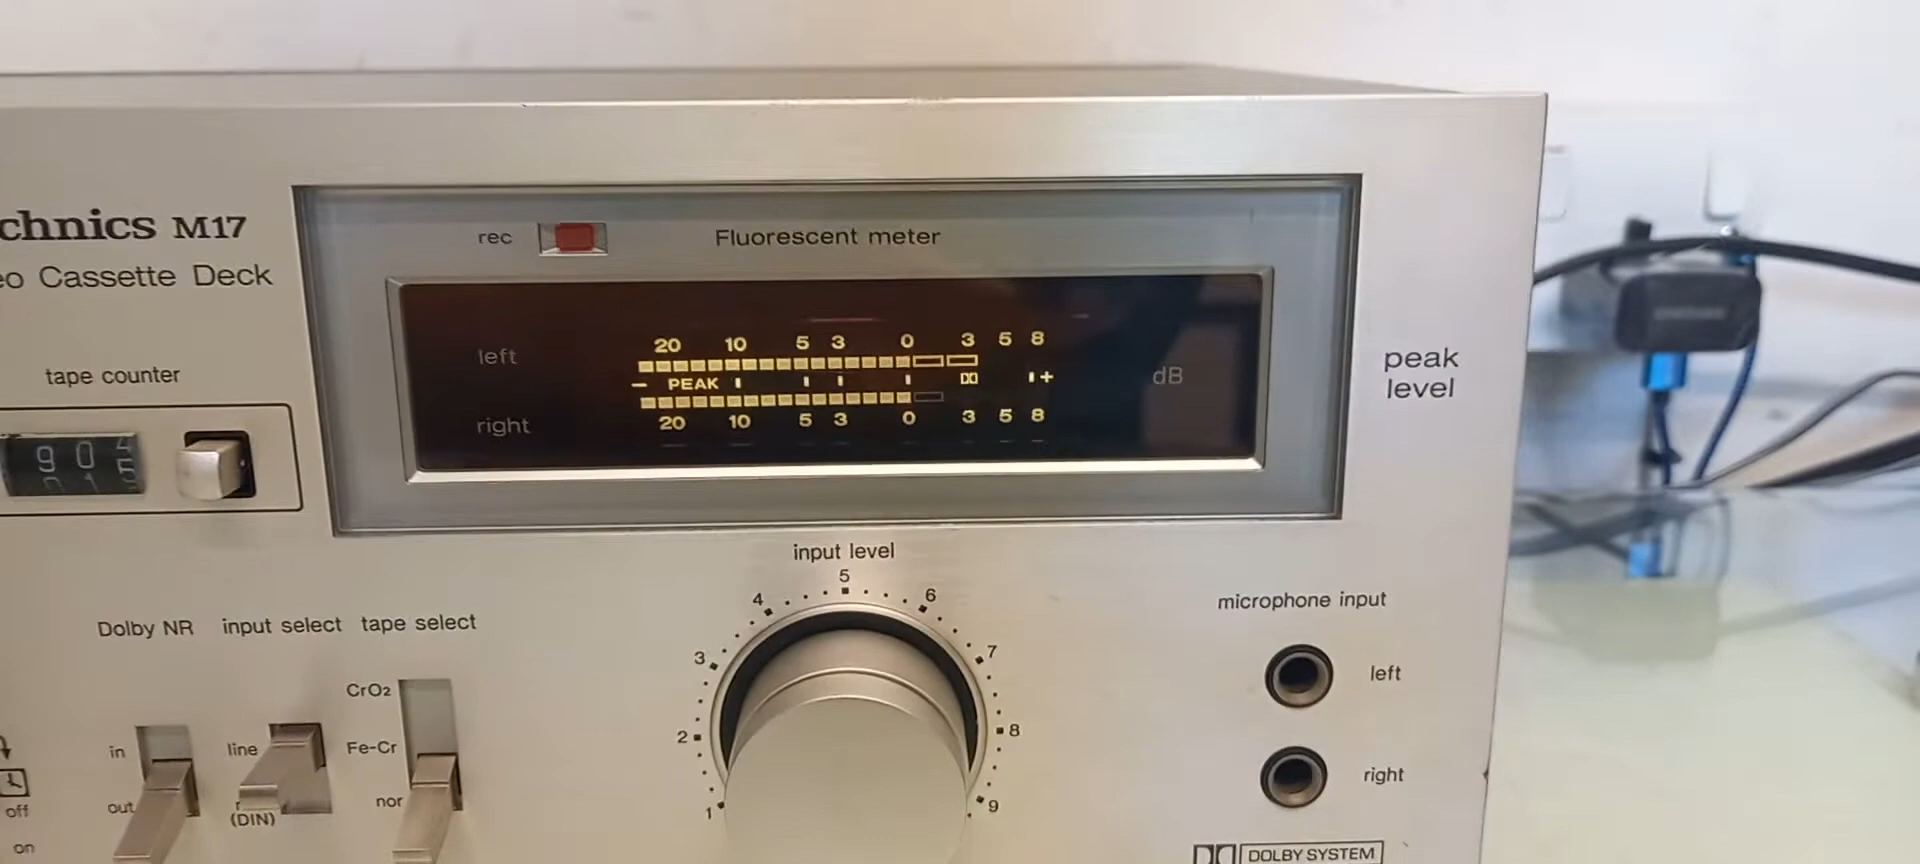 chnics M17
eo Cassette Deck
rec Fluorescent meter
left
20 10 5 3 0 3 5 8
− PEAK +
dB
right
20 10 5 3 0 3 5 8
peak
level
tape counter
9 0
input level
1 2 3 4 5 6 7 8 9
Dolby NR input select tape select
CrO2
in line Fe-Cr
out nor
(DIN)
off
on
microphone input
left
right
DOLBY SYSTEM